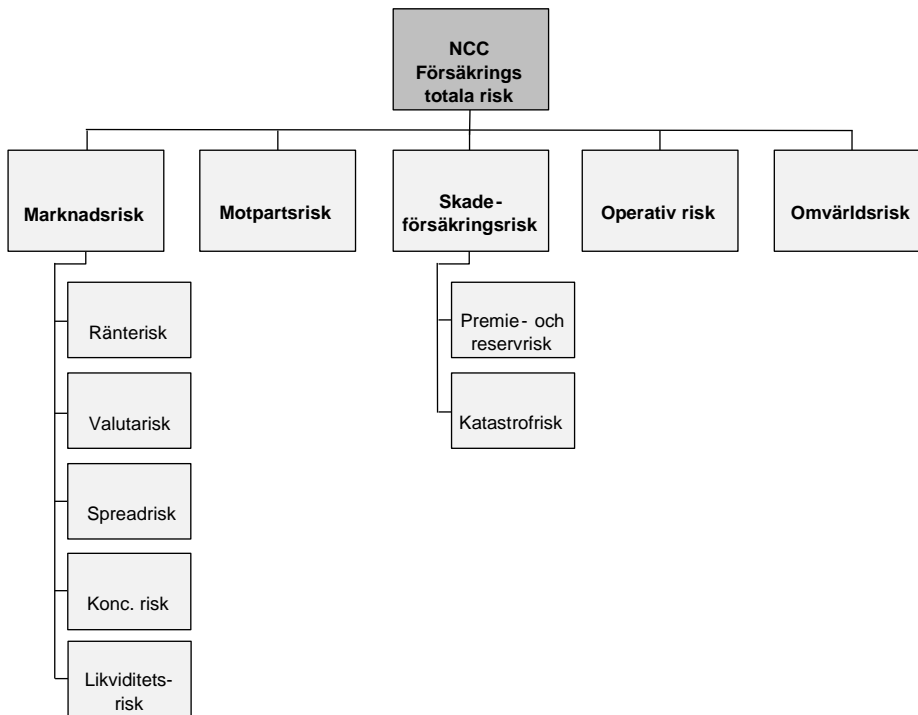 NCC
Försäkrings
totala risk
Marknadsrisk
Motpartsrisk
Skade-
försäkringsrisk
Operativ risk
Omvärldsrisk
Ränterisk
Valutarisk
Spreadrisk
Konc. risk
Likviditets-
risk
Premie- och
reservrisk
Katastrofrisk